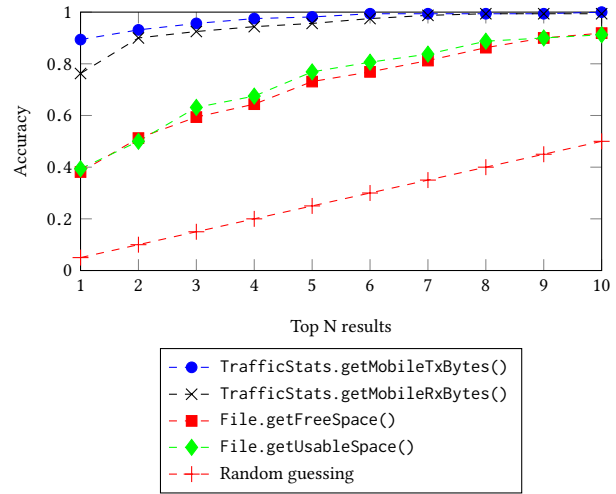 1
0.8
0.6
0.4
0.2
0
Accuracy
1 2 3 4 5 6 7 8 9 10
Top N results
TrafficStats.getMobileTxBytes()
TrafficStats.getMobileRxBytes()
File.getFreeSpace()
File.getUsableSpace()
Random guessing